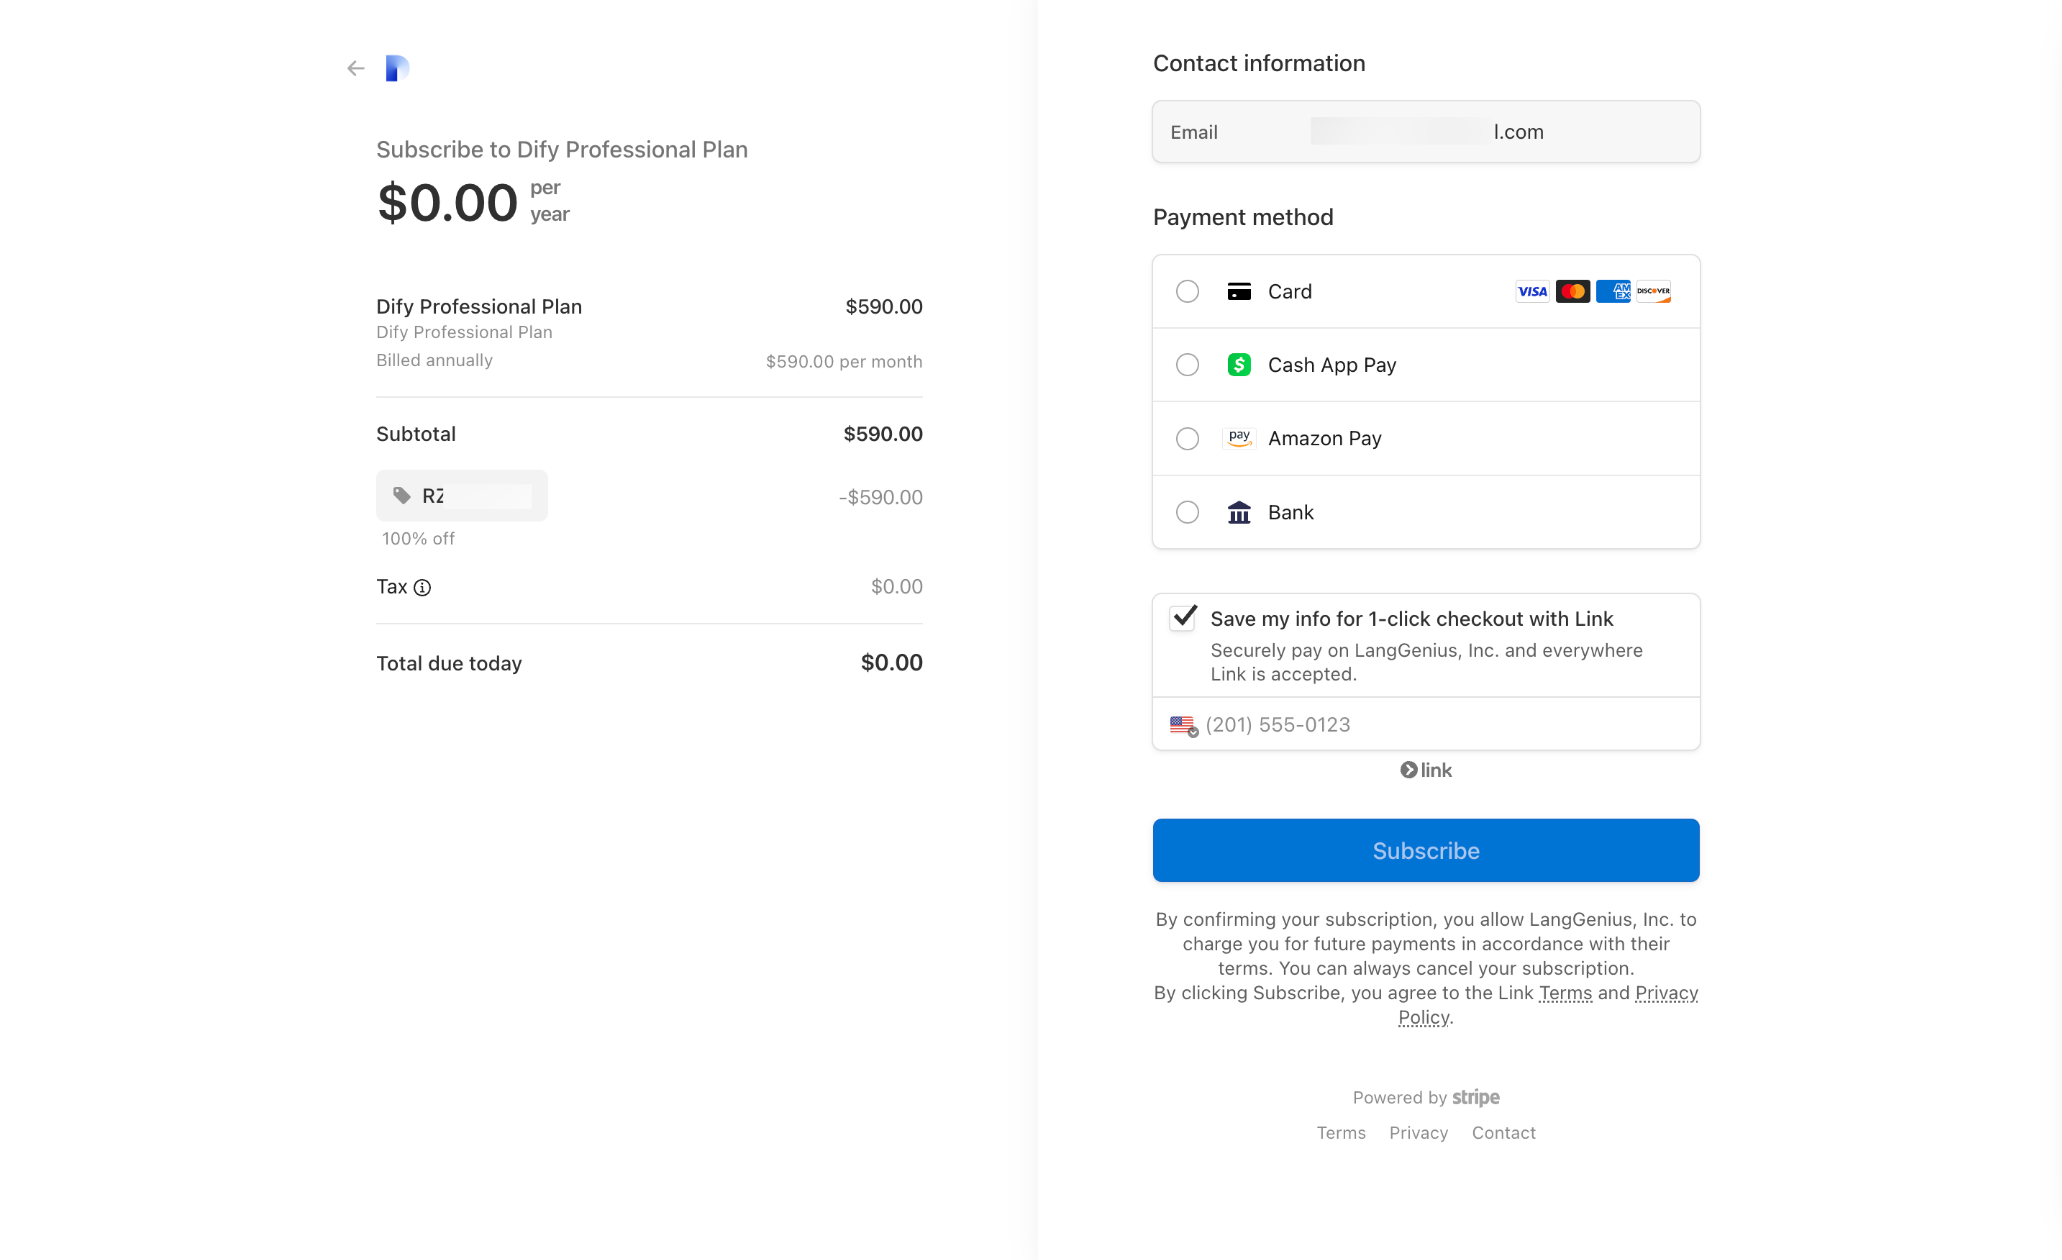 Subscribe to Dify Professional Plan
$0.00 per year
Dify Professional Plan $590.00
Dify Professional Plan
Billed annually $590.00 per month
Subtotal $590.00
RZ -$590.00
100% off
Tax $0.00
Total due today $0.00
Contact information
Email l.com
Payment method
Card VISA AMEX DISCOVER
$ Cash App Pay
pay Amazon Pay
Bank
Save my info for 1-click checkout with Link
Securely pay on LangGenius, Inc. and everywhere
Link is accepted.
(201) 555-0123
link
Subscribe
By confirming your subscription, you allow LangGenius, Inc. to
charge you for future payments in accordance with their
terms. You can always cancel your subscription.
By clicking Subscribe, you agree to the Link Terms and Privacy
Policy.
Powered by stripe
Terms Privacy Contact